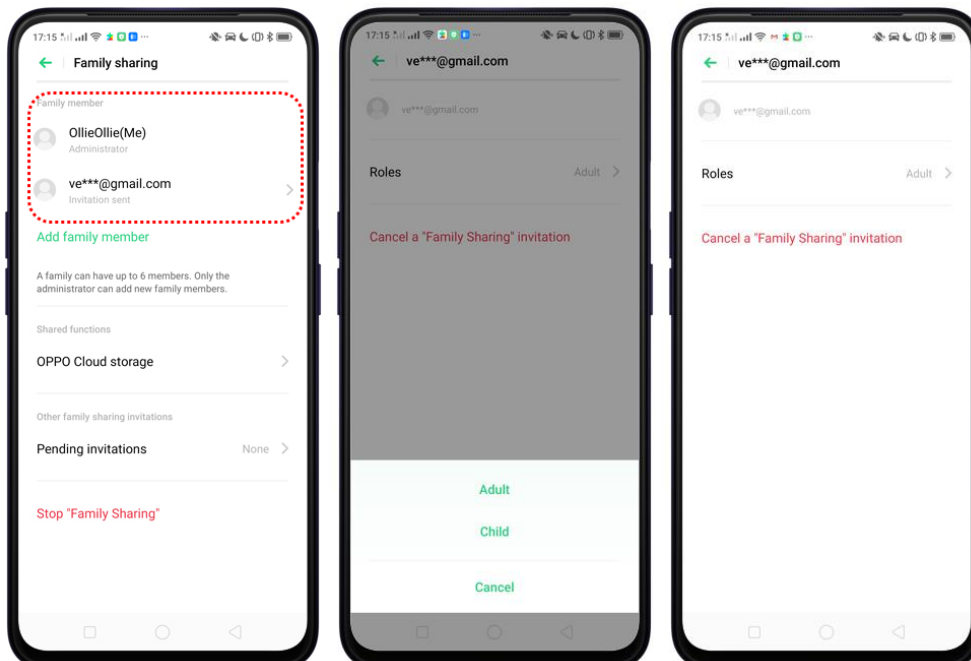 17:15
Family sharing
Family member
OllieOllie(Me)
Administrator
ve***@gmail.com
Invitation sent
Add family member
A family can have up to 6 members. Only the
administrator can add new family members.
Shared functions
OPPO Cloud storage
Other family sharing invitations
Pending invitations None
Stop "Family Sharing"
17:15
ve***@gmail.com
ve***@gmail.com
Roles Adult
Cancel a "Family Sharing" invitation
Adult
Child
Cancel
17:15
ve***@gmail.com
ve***@gmail.com
Roles Adult
Cancel a "Family Sharing" invitation